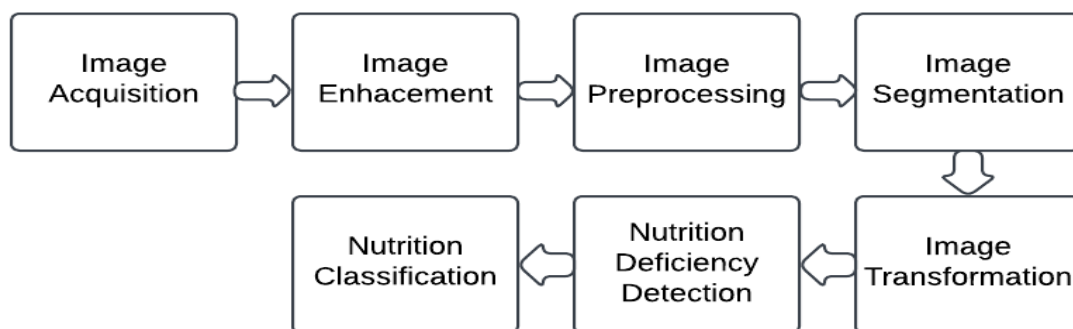 Image
Acquisition
Image
Enhacement
Image
Preprocessing
Image
Segmentation
Image
Transformation
Nutrition
Deficiency
Detection
Nutrition
Classification